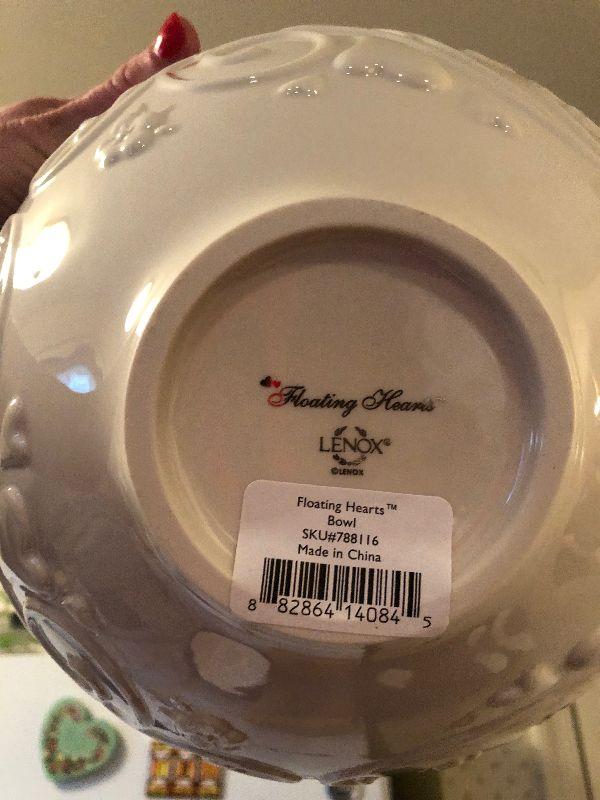 Floating Hearts
LENOX®
©LENOX
Floating Hearts™
Bowl
SKU#788116
Made in China
8 82864 14084 5